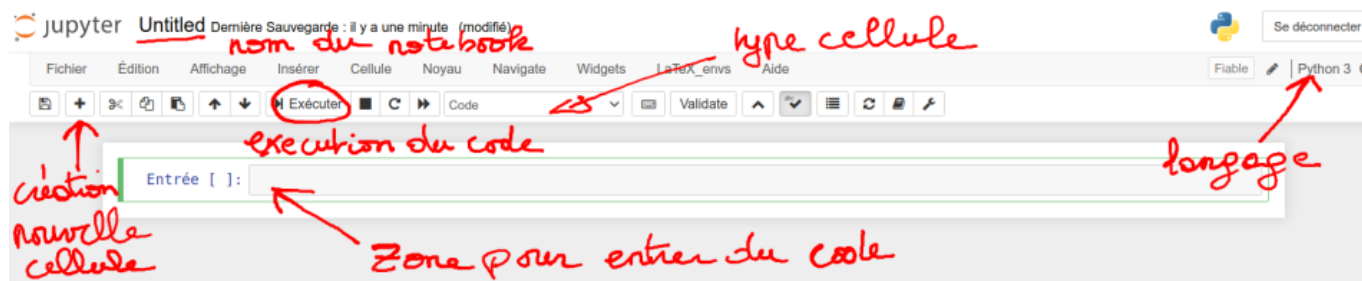 jupyter Untitled Dernière Sauvegarde : il y a une minute (modifié)
Se déconnecter
nom du notebook
type cellule
Fichier Édition Affichage Insérer Cellule Noyau Navigate Widgets LaTeX_envs Aide
Fiable Python 3
Exécuter Code Validate
execution du code
langage
Entrée [ ]:
création
nouvelle
cellule
Zone pour entrer du code